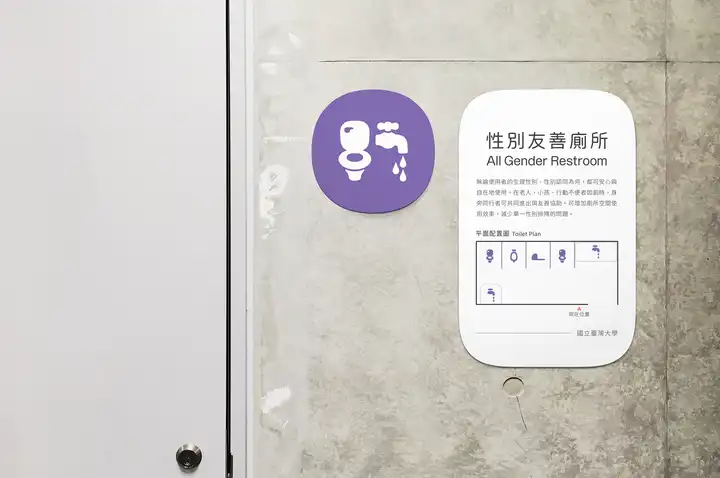 性別友善廁所
All Gender Restroom
無論使用者的生理性別、性別認同為何，都可安心與
自在地使用。在老人、小孩、行動不便者如廁時，身
旁同行者可共同進出與友善協助。亦增加廁所空間使
用效率，減少單一性別排隊的問題。
平面配置圖 Toilet Plan
現在位置
國立臺灣大學